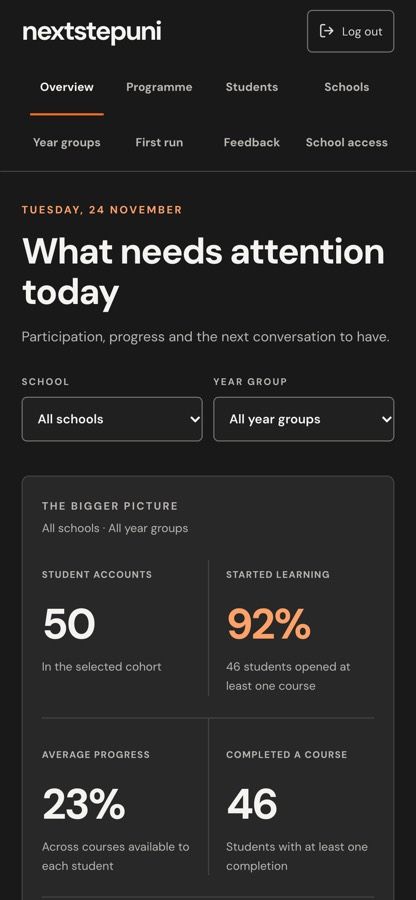 nextstepuni
Log out
Overview
Programme
Students
Schools
Year groups
First run
Feedback
School access
TUESDAY, 24 NOVEMBER
What needs attention
today
Participation, progress and the next conversation to have.
SCHOOL
YEAR GROUP
All schools
All year groups
THE BIGGER PICTURE
All schools · All year groups
STUDENT ACCOUNTS
50
In the selected cohort
STARTED LEARNING
92%
46 students opened at
least one course
AVERAGE PROGRESS
23%
Across courses available to
each student
COMPLETED A COURSE
46
Students with at least one
completion